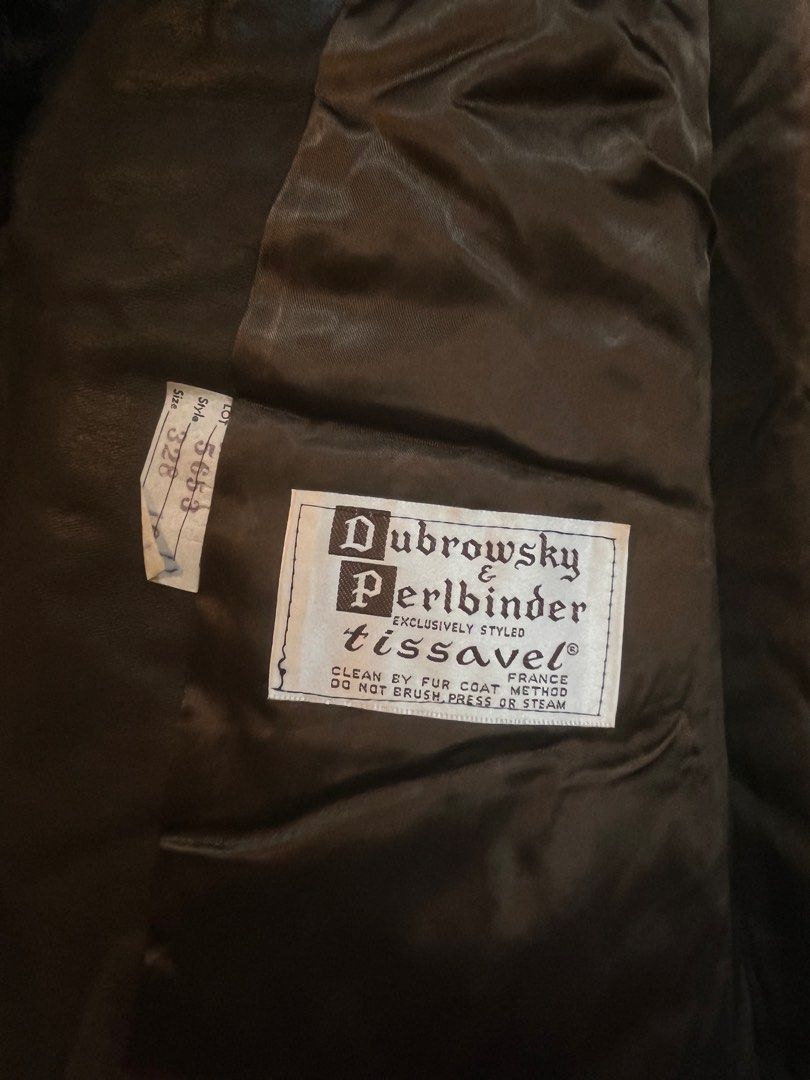 Dubrowsky
&
Perlbinder
EXCLUSIVELY STYLED
tissavel®
FRANCE
CLEAN BY FUR COAT METHOD
DO NOT BRUSH, PRESS OR STEAM
LOT
Style 5653
Size 328